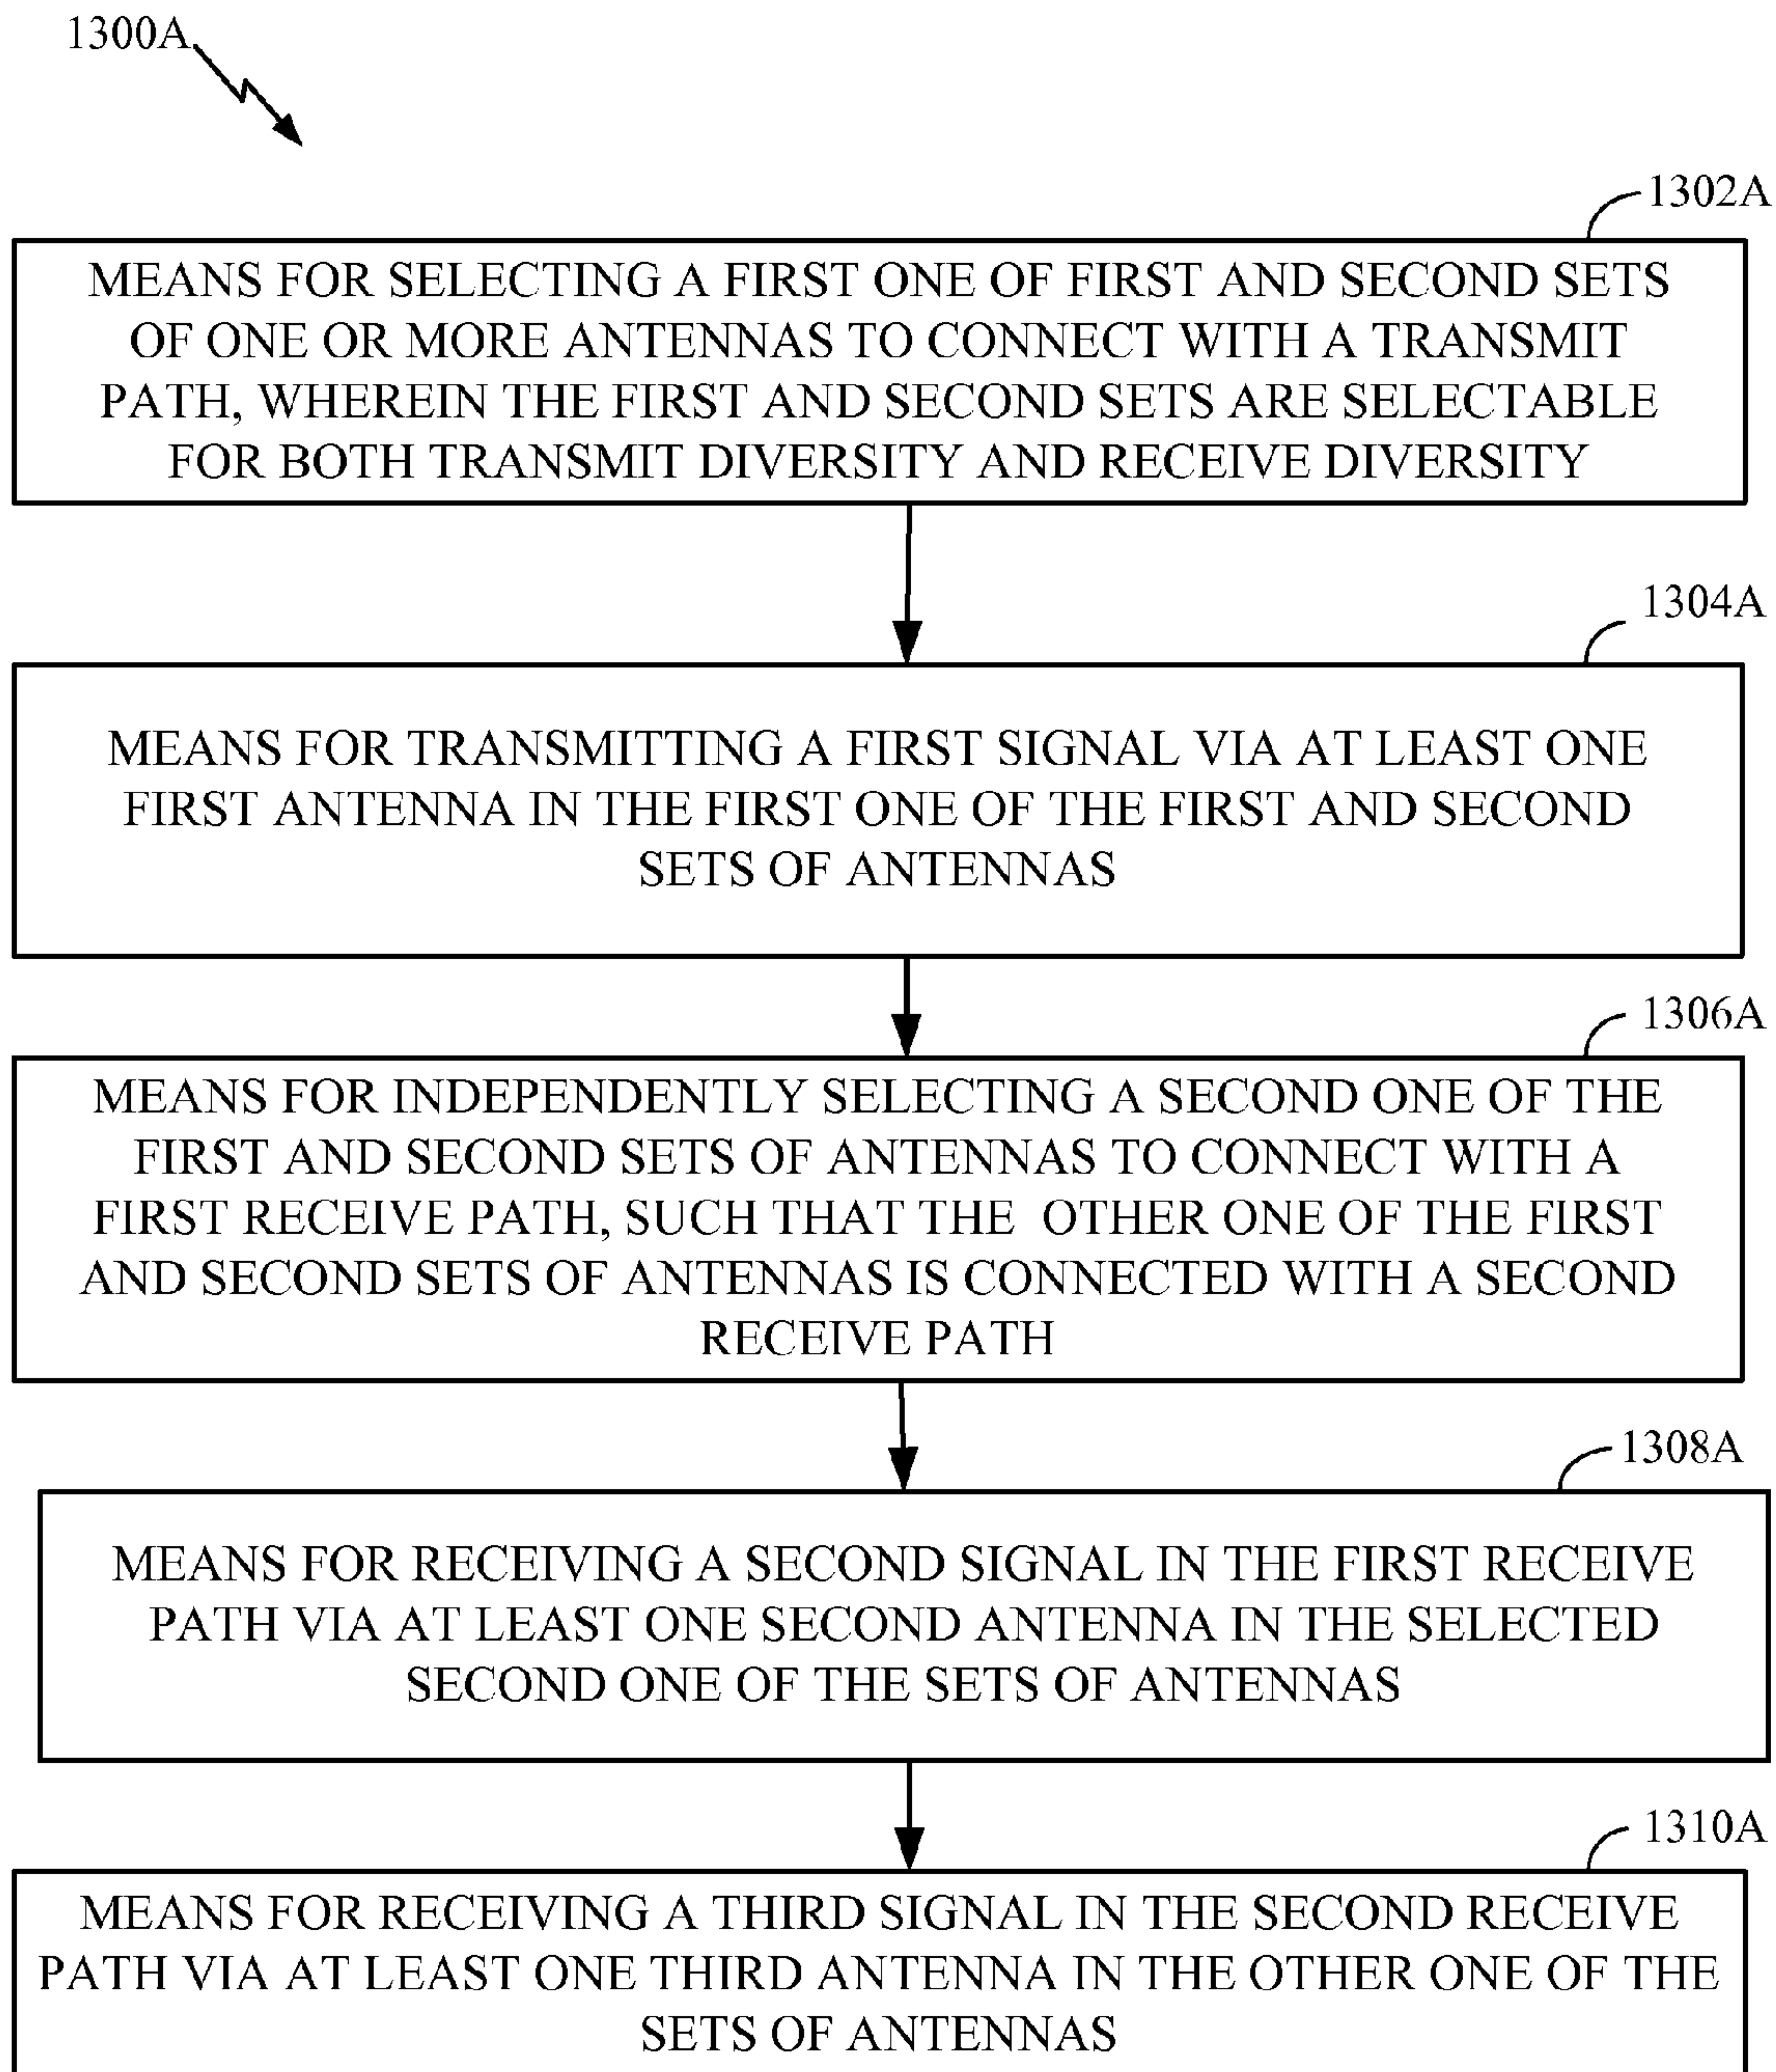 1300A
1302A
MEANS FOR SELECTING A FIRST ONE OF FIRST AND SECOND SETS
OF ONE OR MORE ANTENNAS TO CONNECT WITH A TRANSMIT
PATH, WHEREIN THE FIRST AND SECOND SETS ARE SELECTABLE
FOR BOTH TRANSMIT DIVERSITY AND RECEIVE DIVERSITY
1304A
MEANS FOR TRANSMITTING A FIRST SIGNAL VIA AT LEAST ONE
FIRST ANTENNA IN THE FIRST ONE OF THE FIRST AND SECOND
SETS OF ANTENNAS
1306A
MEANS FOR INDEPENDENTLY SELECTING A SECOND ONE OF THE
FIRST AND SECOND SETS OF ANTENNAS TO CONNECT WITH A
FIRST RECEIVE PATH, SUCH THAT THE OTHER ONE OF THE FIRST
AND SECOND SETS OF ANTENNAS IS CONNECTED WITH A SECOND
RECEIVE PATH
1308A
MEANS FOR RECEIVING A SECOND SIGNAL IN THE FIRST RECEIVE
PATH VIA AT LEAST ONE SECOND ANTENNA IN THE SELECTED
SECOND ONE OF THE SETS OF ANTENNAS
1310A
MEANS FOR RECEIVING A THIRD SIGNAL IN THE SECOND RECEIVE
PATH VIA AT LEAST ONE THIRD ANTENNA IN THE OTHER ONE OF THE
SETS OF ANTENNAS